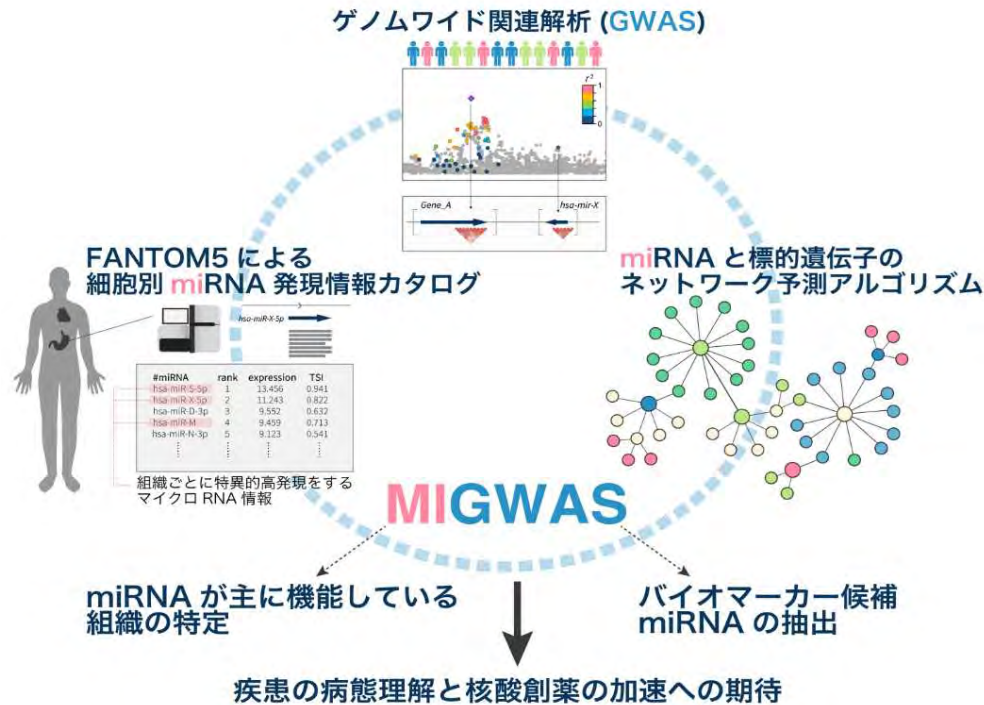 ゲノムワイド関連解析 (GWAS)
r²
1
0
Gene_A
hsa-mir-X
FANTOM5 による
細胞別 miRNA 発現情報カタログ
hsa-miR-X-5p
#miRNA rank expression TSI
hsa-miR-S-5p 1 13.456 0.941
hsa-miR-X-5p 2 11.243 0.822
hsa-miR-D-3p 3 9.552 0.632
hsa-miR-M 4 9.459 0.713
hsa-miR-N-3p 5 9.123 0.541
組織ごとに特異的高発現をする
マイクロ RNA 情報
miRNA と標的遺伝子の
ネットワーク予測アルゴリズム
MIGWAS
miRNA が主に機能している
組織の特定
バイオマーカー候補
miRNA の抽出
疾患の病態理解と核酸創薬の加速への期待